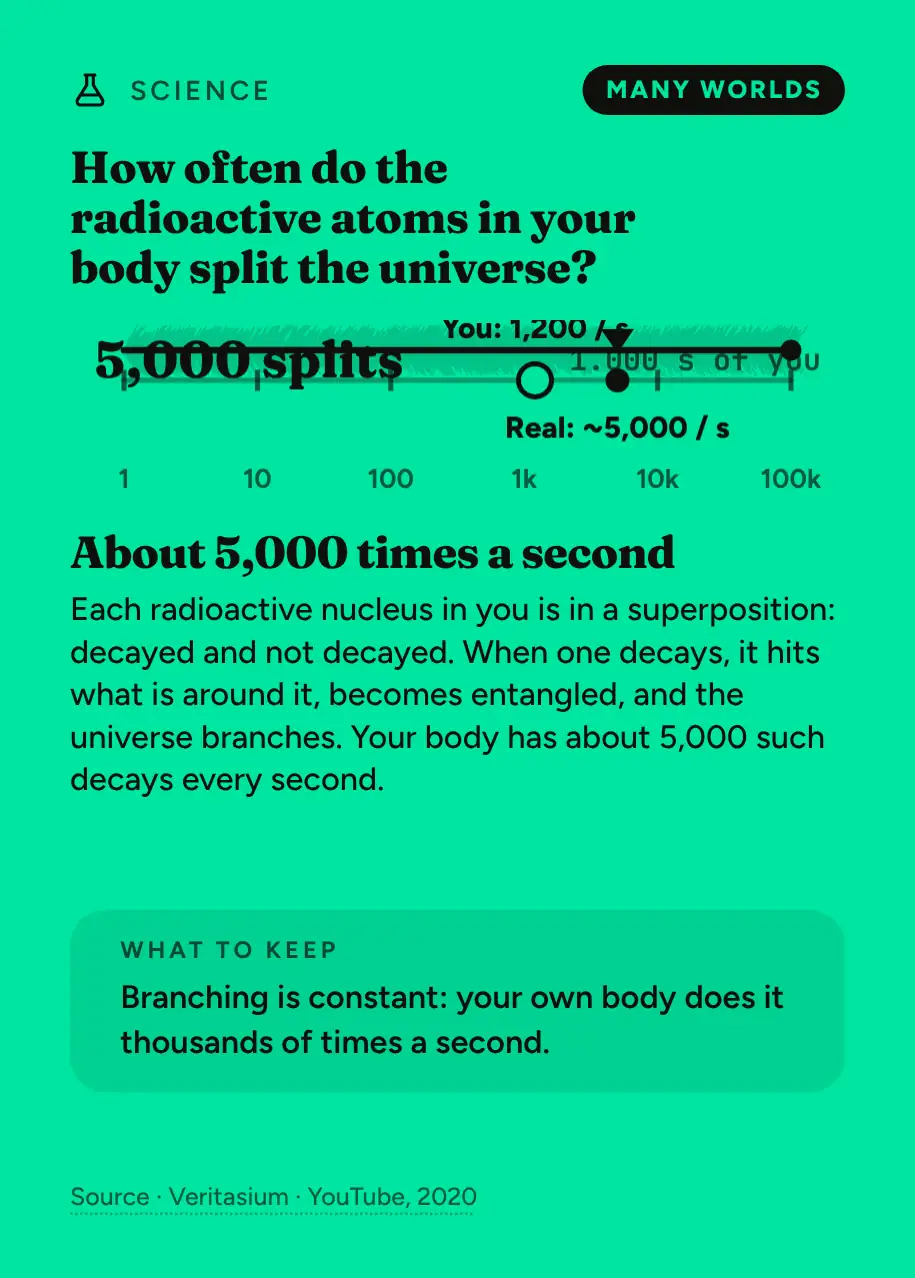 SCIENCE
MANY WORLDS
How often do the
radioactive atoms in your
body split the universe?
You: 1,200 / s
5,000 splits
1.000 s of you
Real: ~5,000 / s
1 10 100 1k 10k 100k
About 5,000 times a second
Each radioactive nucleus in you is in a superposition:
decayed and not decayed. When one decays, it hits
what is around it, becomes entangled, and the
universe branches. Your body has about 5,000 such
decays every second.
WHAT TO KEEP
Branching is constant: your own body does it
thousands of times a second.
Source · Veritasium · YouTube, 2020